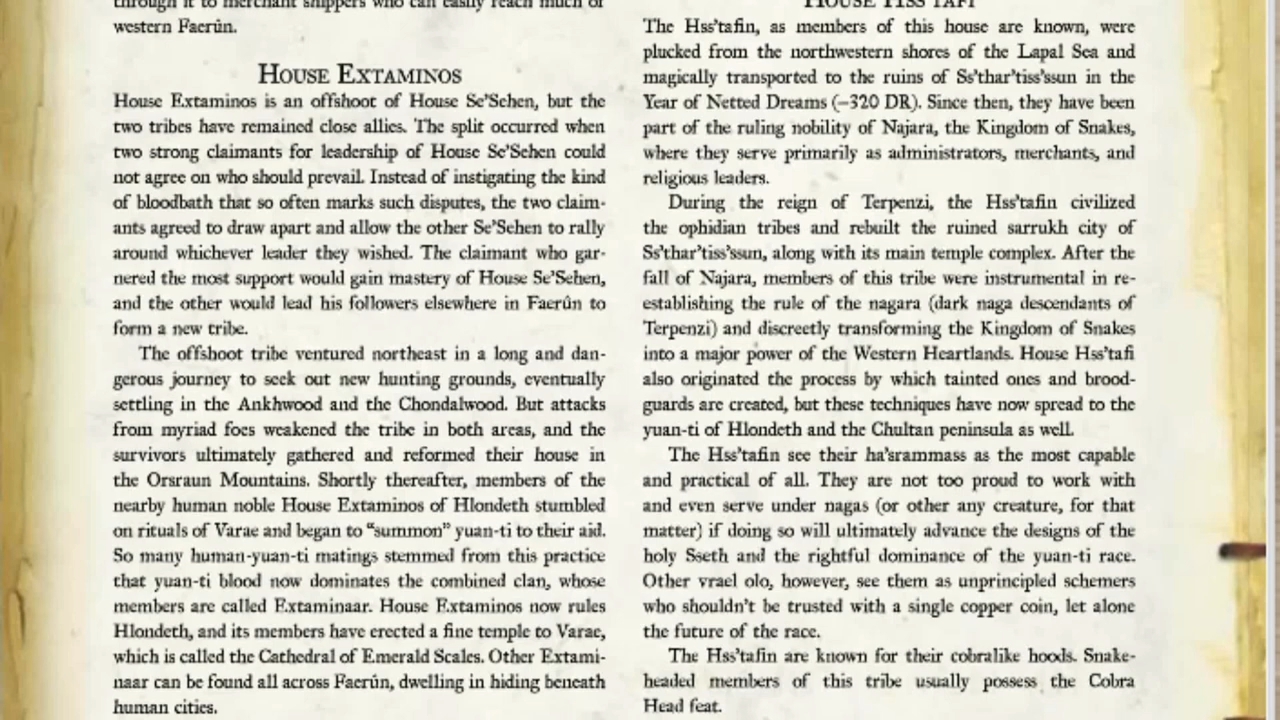 through it to merchant shippers who can easily reach much of
western Faerûn.
HOUSE EXTAMINOS
House Extaminos is an offshoot of House Se'Sehen, but the
two tribes have remained close allies. The split occurred when
two strong claimants for leadership of House Se'Sehen could
not agree on who should prevail. Instead of instigating the kind
of bloodbath that so often marks such disputes, the two claim-
ants agreed to draw apart and allow the other Se'Sehen to rally
around whichever leader they wished. The claimant who gar-
nered the most support would gain mastery of House Se'Sehen,
and the other would lead his followers elsewhere in Faerûn to
form a new tribe.
The offshoot tribe ventured northeast in a long and dan-
gerous journey to seek out new hunting grounds, eventually
settling in the Ankhwood and the Chondalwood. But attacks
from myriad foes weakened the tribe in both areas, and the
survivors ultimately gathered and reformed their house in
the Orsraun Mountains. Shortly thereafter, members of the
nearby human noble House Extaminos of Hlondeth stumbled
on rituals of Varae and began to “summon” yuan-ti to their aid.
So many human-yuan-ti matings stemmed from this practice
that yuan-ti blood now dominates the combined clan, whose
members are called Extaminaar. House Extaminos now rules
Hlondeth, and its members have erected a fine temple to Varae,
which is called the Cathedral of Emerald Scales. Other Extami-
naar can be found all across Faerûn, dwelling in hiding beneath
human cities.
HOUSE HSS'TAFI
The Hss'tafin, as members of this house are known, were
plucked from the northwestern shores of the Lapal Sea and
magically transported to the ruins of Ss'thar'tiss'ssun in the
Year of Netted Dreams (–320 DR). Since then, they have been
part of the ruling nobility of Najara, the Kingdom of Snakes,
where they serve primarily as administrators, merchants, and
religious leaders.
During the reign of Terpenzi, the Hss'tafin civilized
the ophidian tribes and rebuilt the ruined sarrukh city of
Ss'thar'tiss'ssun, along with its main temple complex. After the
fall of Najara, members of this tribe were instrumental in re-
establishing the rule of the nagara (dark naga descendants of
Terpenzi) and discreetly transforming the Kingdom of Snakes
into a major power of the Western Heartlands. House Hss'tafi
also originated the process by which tainted ones and brood-
guards are created, but these techniques have now spread to the
yuan-ti of Hlondeth and the Chultan peninsula as well.
The Hss'tafin see their ha'srammass as the most capable
and practical of all. They are not too proud to work with
and even serve under nagas (or other any creature, for that
matter) if doing so will ultimately advance the designs of the
holy Sseth and the rightful dominance of the yuan-ti race.
Other vrael olo, however, see them as unprincipled schemers
who shouldn't be trusted with a single copper coin, let alone
the future of the race.
The Hss'tafin are known for their cobralike hoods. Snake-
headed members of this tribe usually possess the Cobra
Head feat.